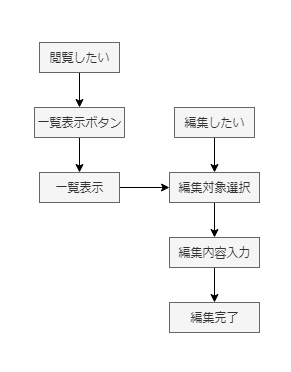 閲覧したい
一覧表示ボタン
編集したい
一覧表示
編集対象選択
編集内容入力
編集完了